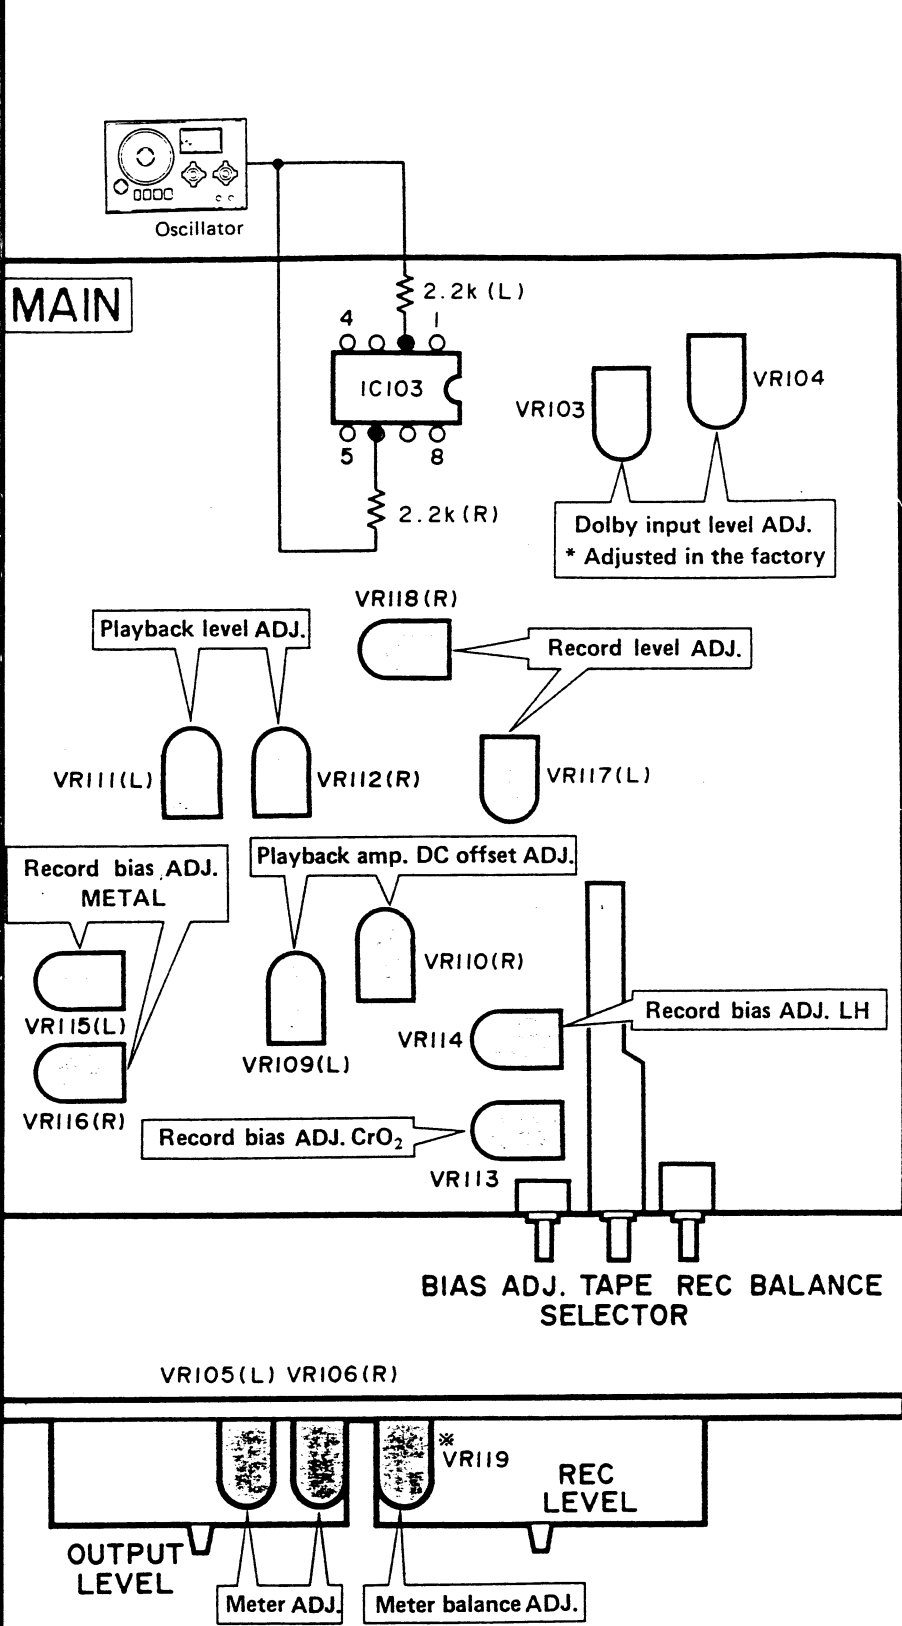 Oscillator
MAIN
2.2k (L)
4
1
IC103
5
8
2.2k (R)
VR103
VR104
Dolby input level ADJ.
* Adjusted in the factory
VR118(R)
Playback level ADJ.
Record level ADJ.
VR111(L)
VR112(R)
VR117(L)
Record bias ADJ.
METAL
Playback amp. DC offset ADJ.
VR110(R)
VR115(L)
VR109(L)
VR114
Record bias ADJ. LH
VR116(R)
Record bias ADJ. CrO₂
VR113
BIAS ADJ. TAPE REC BALANCE
SELECTOR
VR105(L) VR106(R)
※
VR119
REC
LEVEL
OUTPUT
LEVEL
Meter ADJ.
Meter balance ADJ.